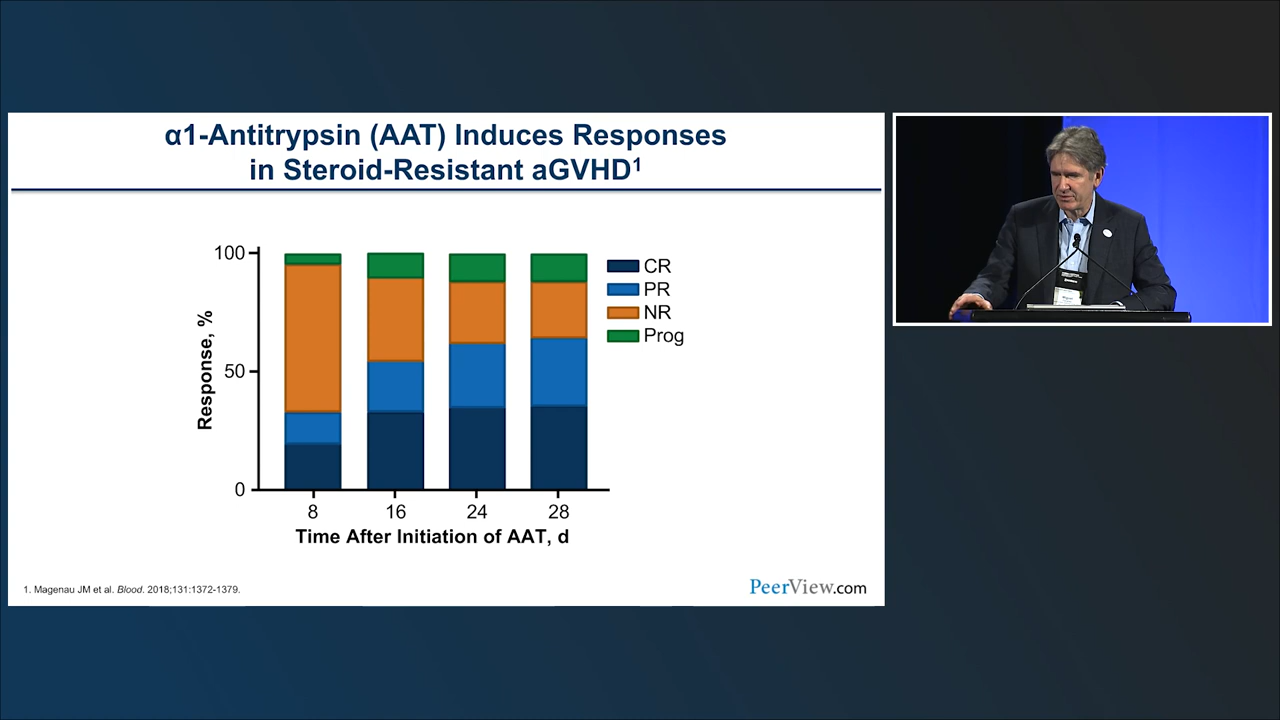 α1-Antitrypsin (AAT) Induces Responses
in Steroid-Resistant aGVHD1
100
50
0
Response, %
8 16 24 28
Time After Initiation of AAT, d
CR
PR
NR
Prog
1. Magenau JM et al. Blood. 2018;131:1372-1379.
PeerView.com